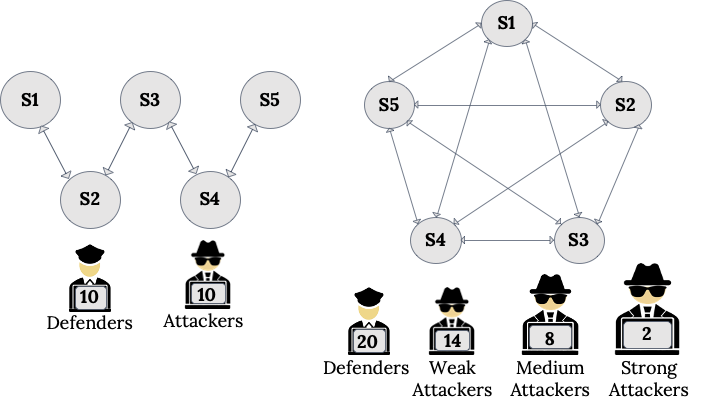 S1
S3
S5
S2
S4
10
10
Defenders
Attackers
S1
S5
S2
S4
S3
20
14
8
2
Defenders
Weak
Attackers
Medium
Attackers
Strong
Attackers